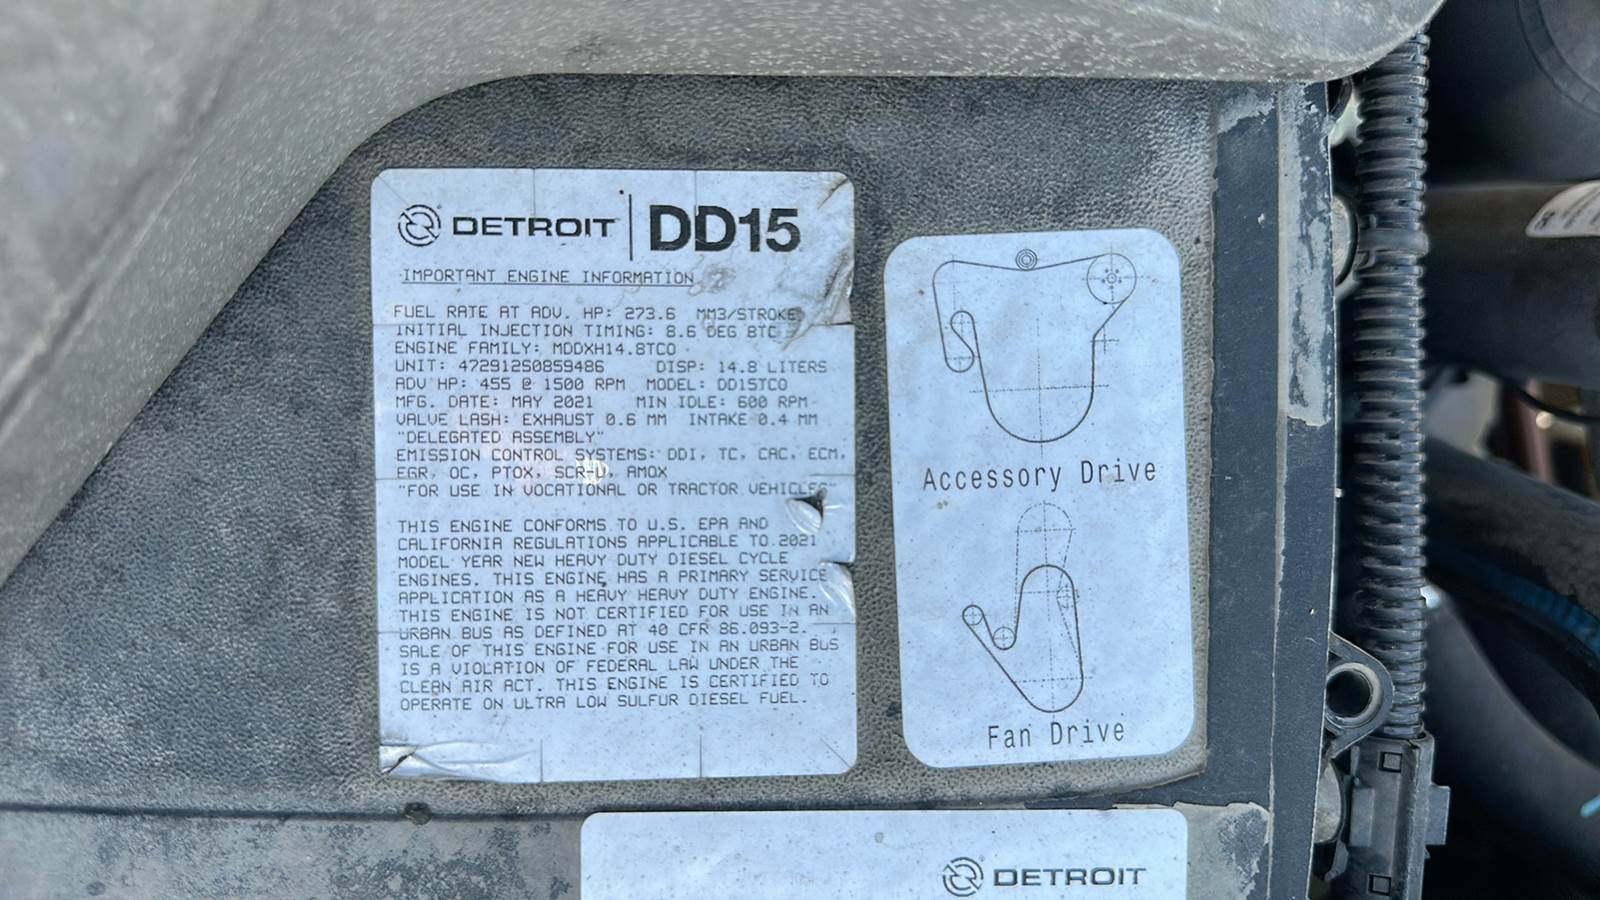 DETROIT | DD15
IMPORTANT ENGINE INFORMATION
FUEL RATE AT ADV. HP: 273.6 MM3/STROKE
INITIAL INJECTION TIMING: 8.6 DEG BTC
ENGINE FAMILY: MDDXH14.8TCO
UNIT: 472912S0859486 DISP: 14.8 LITERS
ADV HP: 455 @ 1500 RPM MODEL: DD15TCO
MFG. DATE: MAY 2021 MIN IDLE: 600 RPM
VALVE LASH: EXHAUST 0.6 MM INTAKE 0.4 MM
"DELEGATED ASSEMBLY"
EMISSION CONTROL SYSTEMS: DDI, TC, CAC, ECM,
EGR, OC, PTOX, SCR-U, AMOX
"FOR USE IN VOCATIONAL OR TRACTOR VEHICLES"
THIS ENGINE CONFORMS TO U.S. EPA AND
CALIFORNIA REGULATIONS APPLICABLE TO 2021
MODEL YEAR NEW HEAVY DUTY DIESEL CYCLE
ENGINES. THIS ENGINE HAS A PRIMARY SERVICE
APPLICATION AS A HEAVY HEAVY DUTY ENGINE.
THIS ENGINE IS NOT CERTIFIED FOR USE IN AN
URBAN BUS AS DEFINED AT 40 CFR 86.093-2.
SALE OF THIS ENGINE FOR USE IN AN URBAN BUS
IS A VIOLATION OF FEDERAL LAW UNDER THE
CLEAN AIR ACT. THIS ENGINE IS CERTIFIED TO
OPERATE ON ULTRA LOW SULFUR DIESEL FUEL.
Accessory Drive
Fan Drive
DETROIT